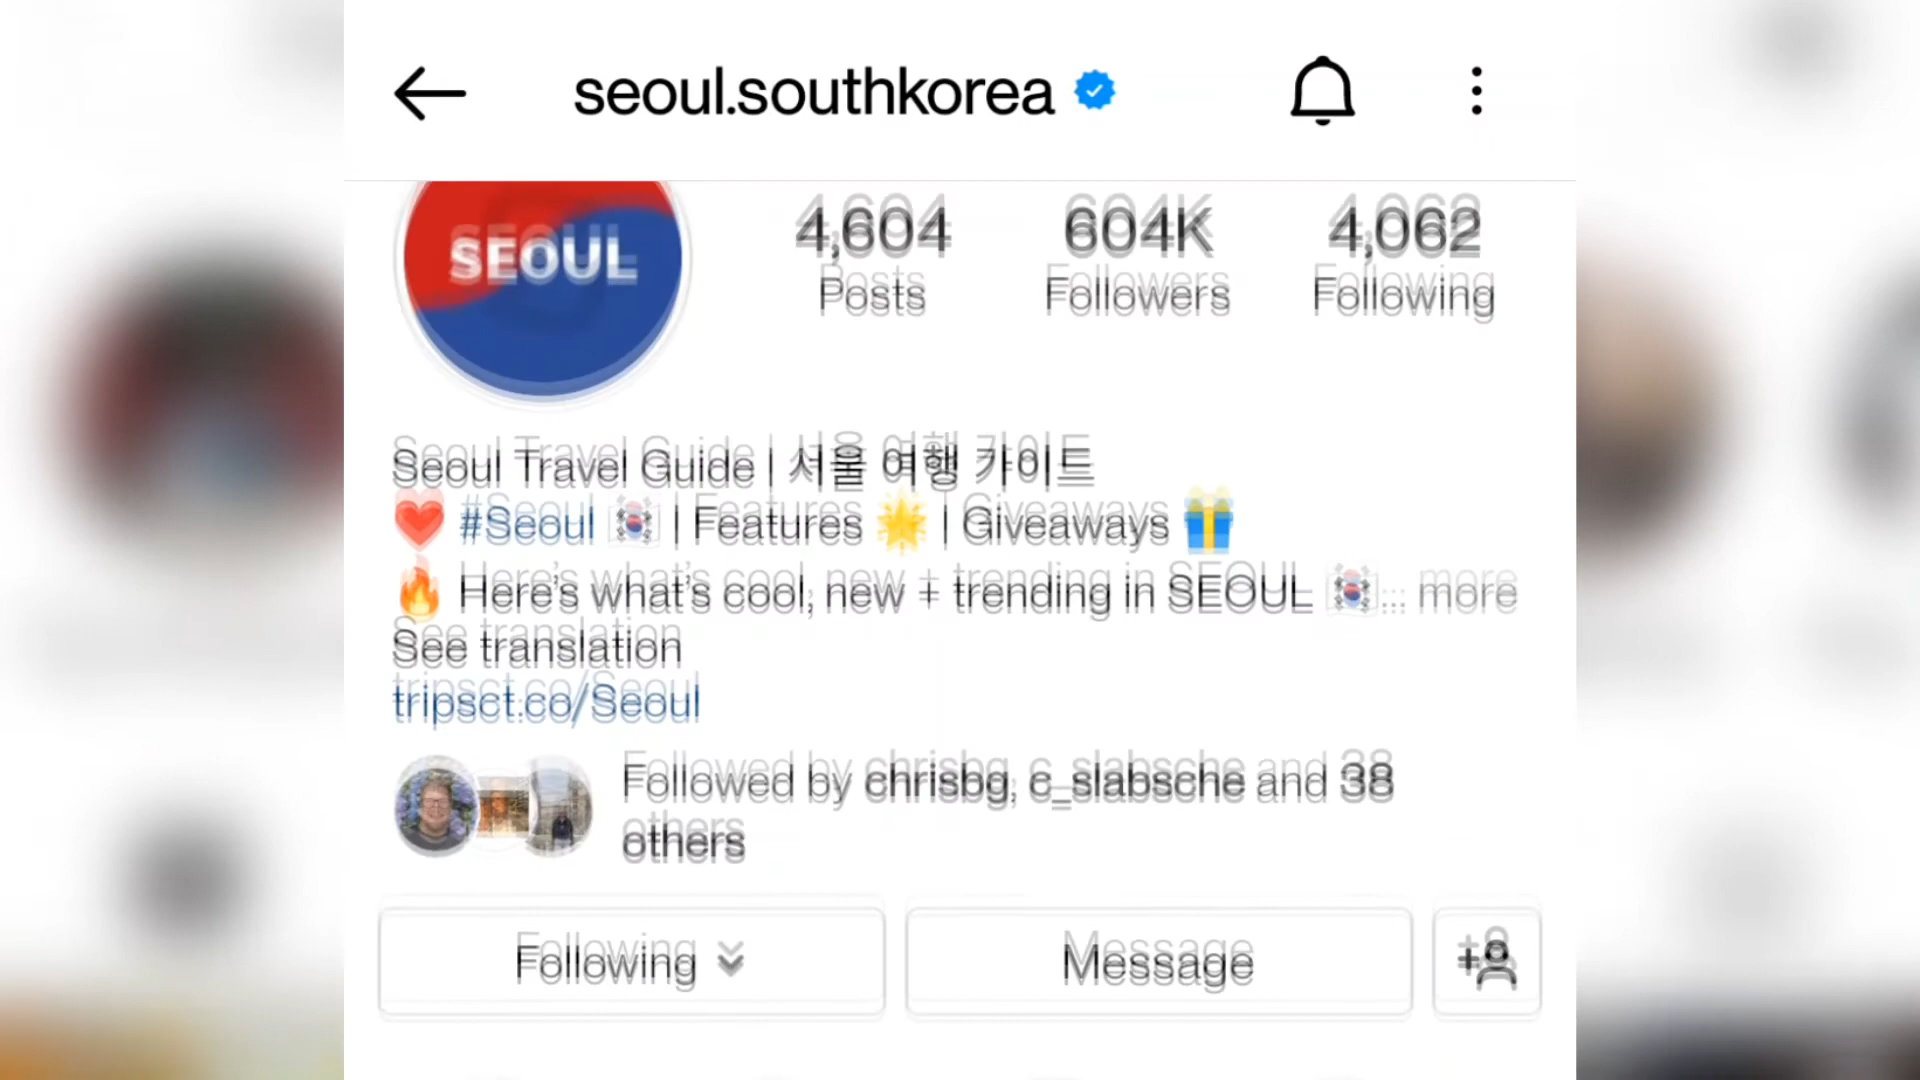 seoul.southkorea
SEOUL
4,604 604K 4,062
Posts Followers Following
Seoul Travel Guide | 서울 여행 가이드
❤️ #Seoul 🇰🇷 | Features 🌟 | Giveaways 🎁
🔥 Here's what's cool, new + trending in SEOUL 🇰🇷... more
See translation
tripsct.co/Seoul
Followed by chrisbg, c_slabsche and 38
others
Following Message